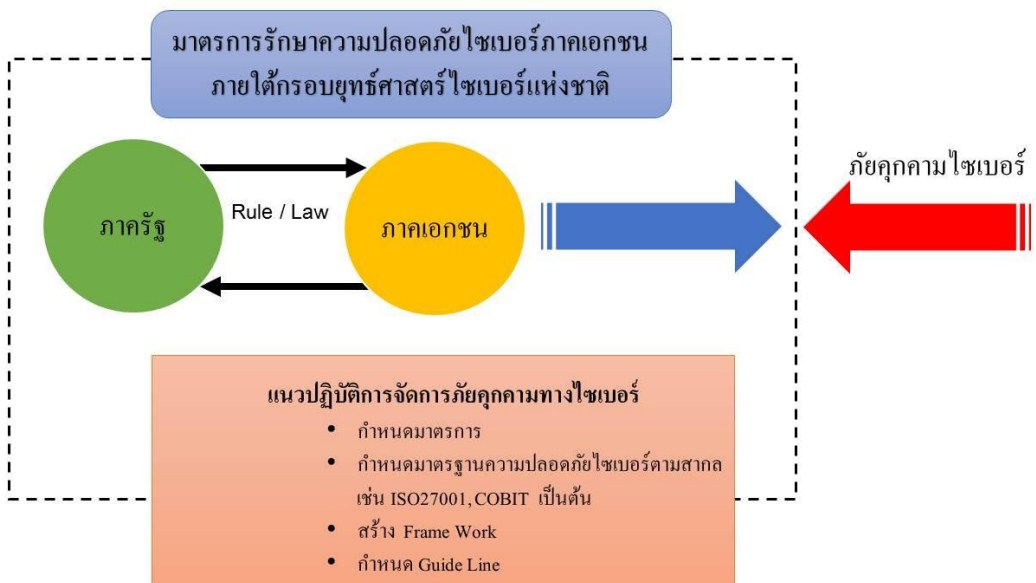 มาตรการรักษาความปลอดภัยไซเบอร์ภาคเอกชน
ภายใต้กรอบยุทธ์ศาสตร์ไซเบอร์แห่งชาติ
ภัยคุกคามไซเบอร์
ภาครัฐ
Rule / Law
ภาคเอกชน
แนวปฏิบัติการจัดการภัยคุกคามทางไซเบอร์
• กำหนดมาตรการ
• กำหนดมาตรฐานความปลอดภัยไซเบอร์ตามสากล
เช่น ISO27001, COBIT เป็นต้น
• สร้าง Frame Work
• กำหนด Guide Line